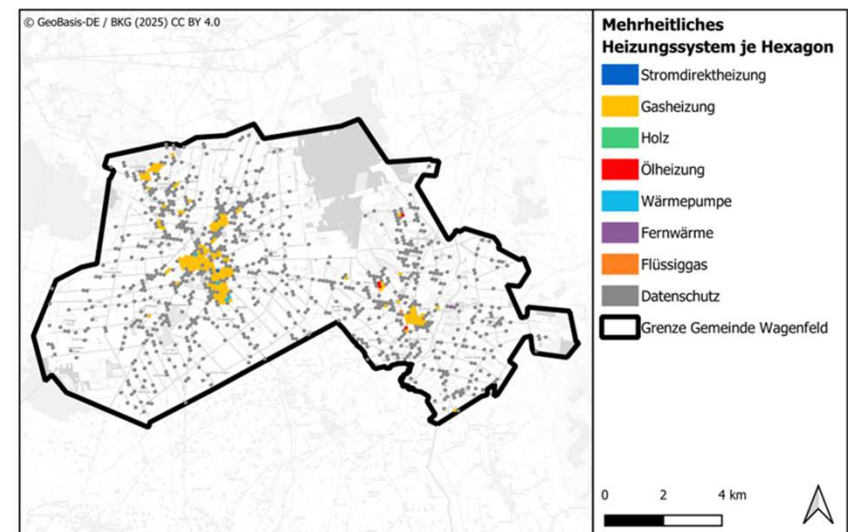 © GeoBasis-DE / BKG (2025) CC BY 4.0
Mehrheitliches
Heizungssystem je Hexagon
Stromdirektheizung
Gasheizung
Holz
Ölheizung
Wärmepumpe
Fernwärme
Flüssiggas
Datenschutz
Grenze Gemeinde Wagenfeld
0 2 4 km